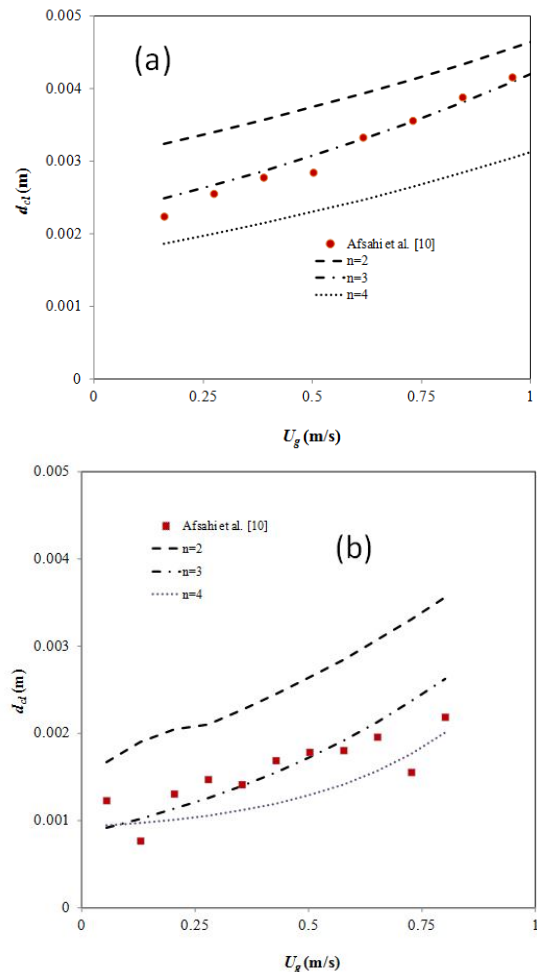 0.005
(a)
0.004
0.003
d_cl (m)
0.002
Afsahi et al. [10]
n=2
0.001
n=3
n=4
0
0
0.25
0.5
0.75
1
U_g (m/s)
0.005
Afsahi et al. [10]
(b)
0.004
n=2
n=3
n=4
0.003
d_cl (m)
0.002
0.001
0
0
0.25
0.5
0.75
1
U_g (m/s)